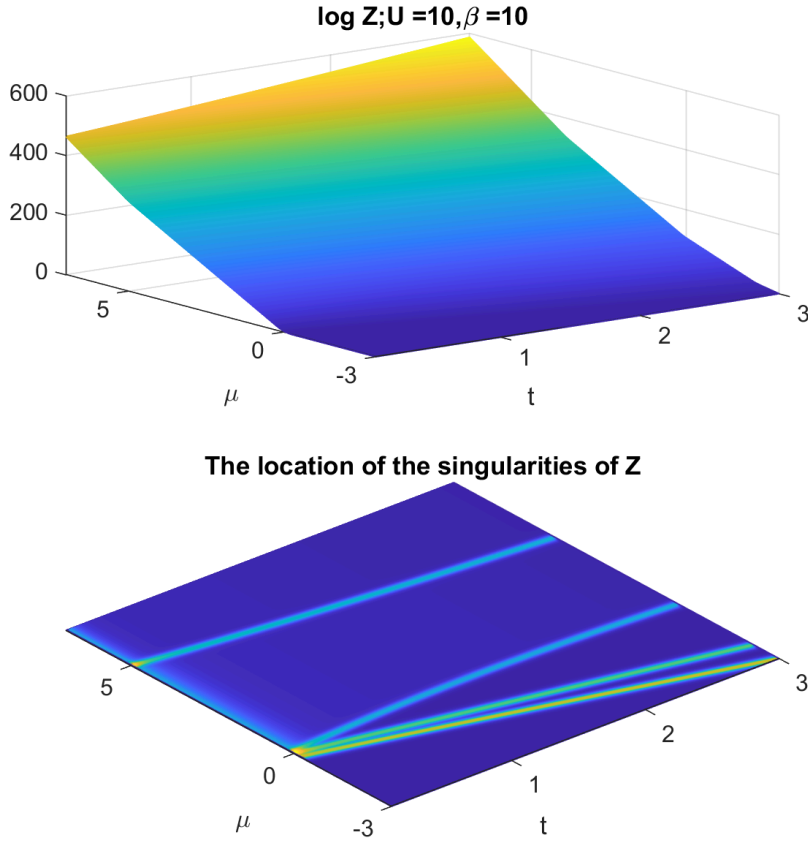 log Z;U =10,β =10
600
400
200
0
5
0
-3
μ
1
2
3
t
The location of the singularities of Z
5
0
-3
μ
1
2
3
t